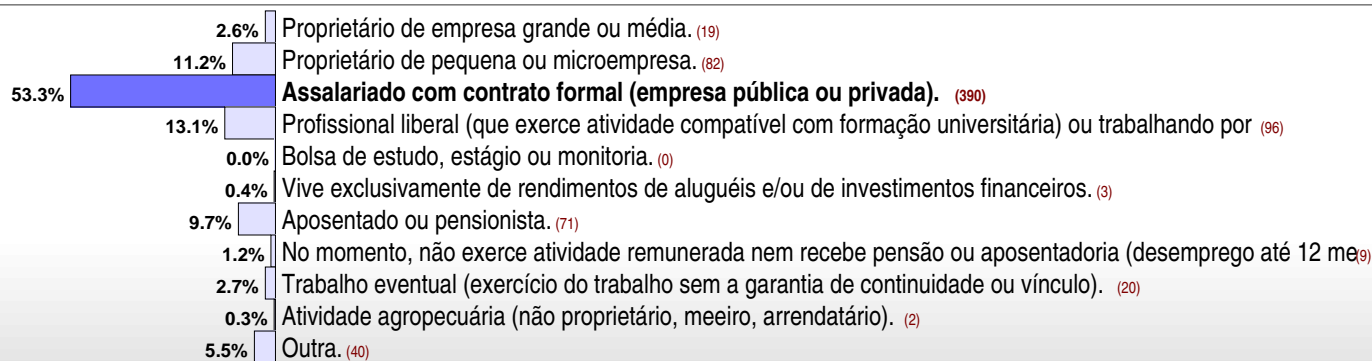 2.6% Proprietário de empresa grande ou média. (19)
11.2% Proprietário de pequena ou microempresa. (82)
53.3% Assalariado com contrato formal (empresa pública ou privada). (390)
13.1% Profissional liberal (que exerce atividade compatível com formação universitária) ou trabalhando por (96)
0.0% Bolsa de estudo, estágio ou monitoria. (0)
0.4% Vive exclusivamente de rendimentos de aluguéis e/ou de investimentos financeiros. (3)
9.7% Aposentado ou pensionista. (71)
1.2% No momento, não exerce atividade remunerada nem recebe pensão ou aposentadoria (desemprego até 12 me(9)
2.7% Trabalho eventual (exercício do trabalho sem a garantia de continuidade ou vínculo). (20)
0.3% Atividade agropecuária (não proprietário, meeiro, arrendatário). (2)
5.5% Outra. (40)